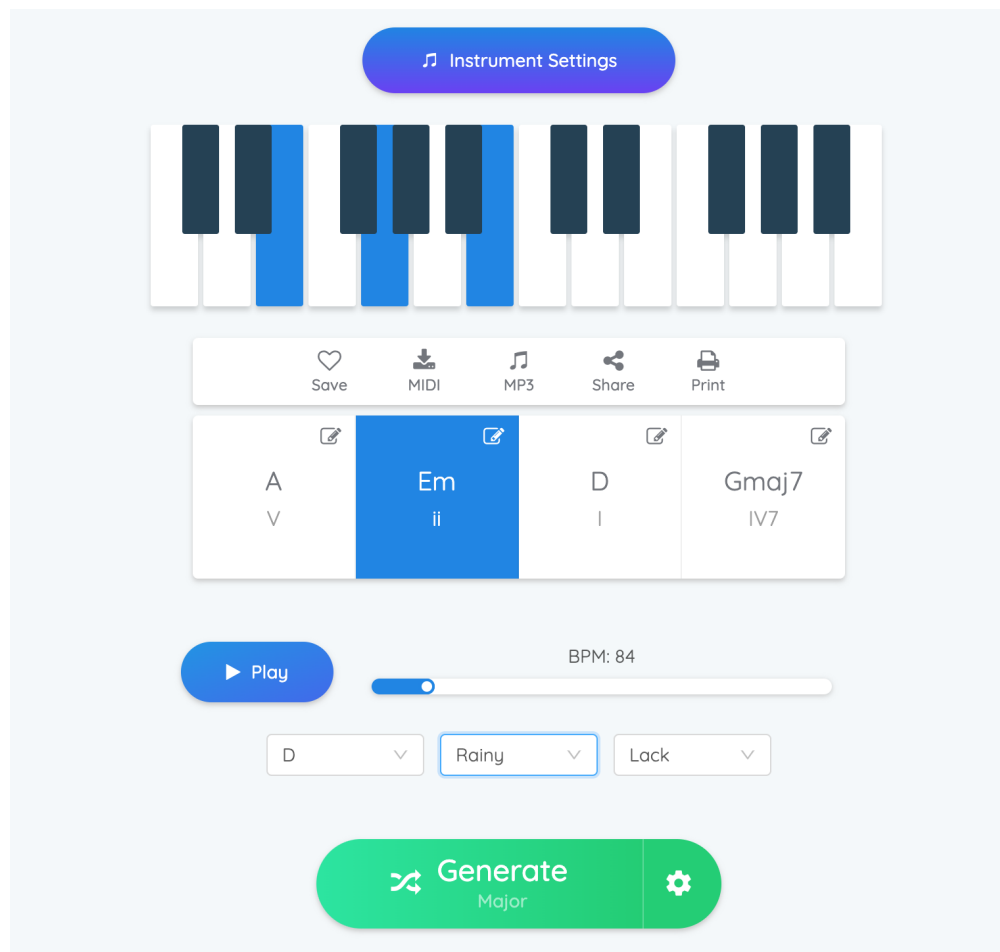 Instrument Settings
Save MIDI MP3 Share Print
A Em D Gmaj7
V ii I IV7
BPM: 84
Play
D Rainy Lack
Generate
Major